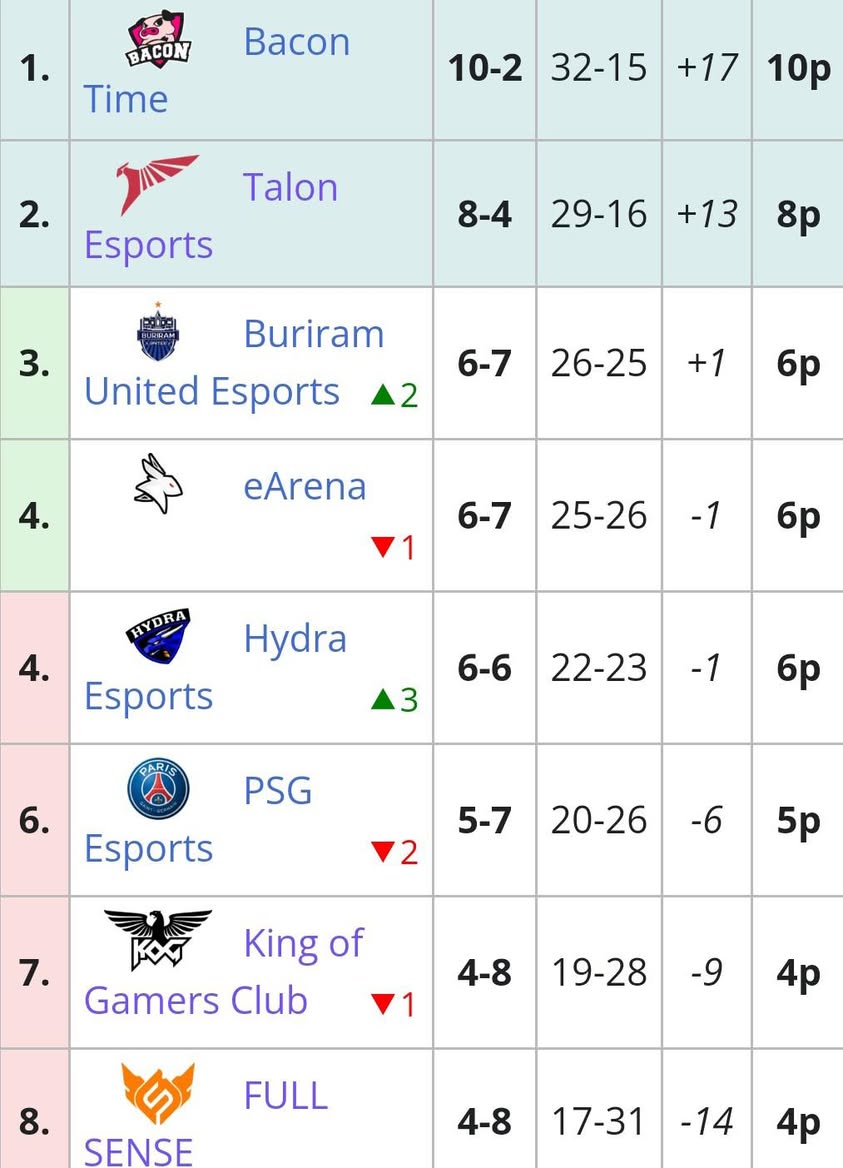 1. BACON Bacon Time 10-2 32-15 +17 10p
2. Talon Esports 8-4 29-16 +13 8p
3. BURIRAM UNITED Buriram United Esports ▲2 6-7 26-25 +1 6p
4. eArena ▼1 6-7 25-26 -1 6p
4. HYDRA Hydra Esports ▲3 6-6 22-23 -1 6p
6. PARIS SAINT-GERMAIN PSG Esports ▼2 5-7 20-26 -6 5p
7. KOG King of Gamers Club ▼1 4-8 19-28 -9 4p
8. FULL SENSE 4-8 17-31 -14 4p